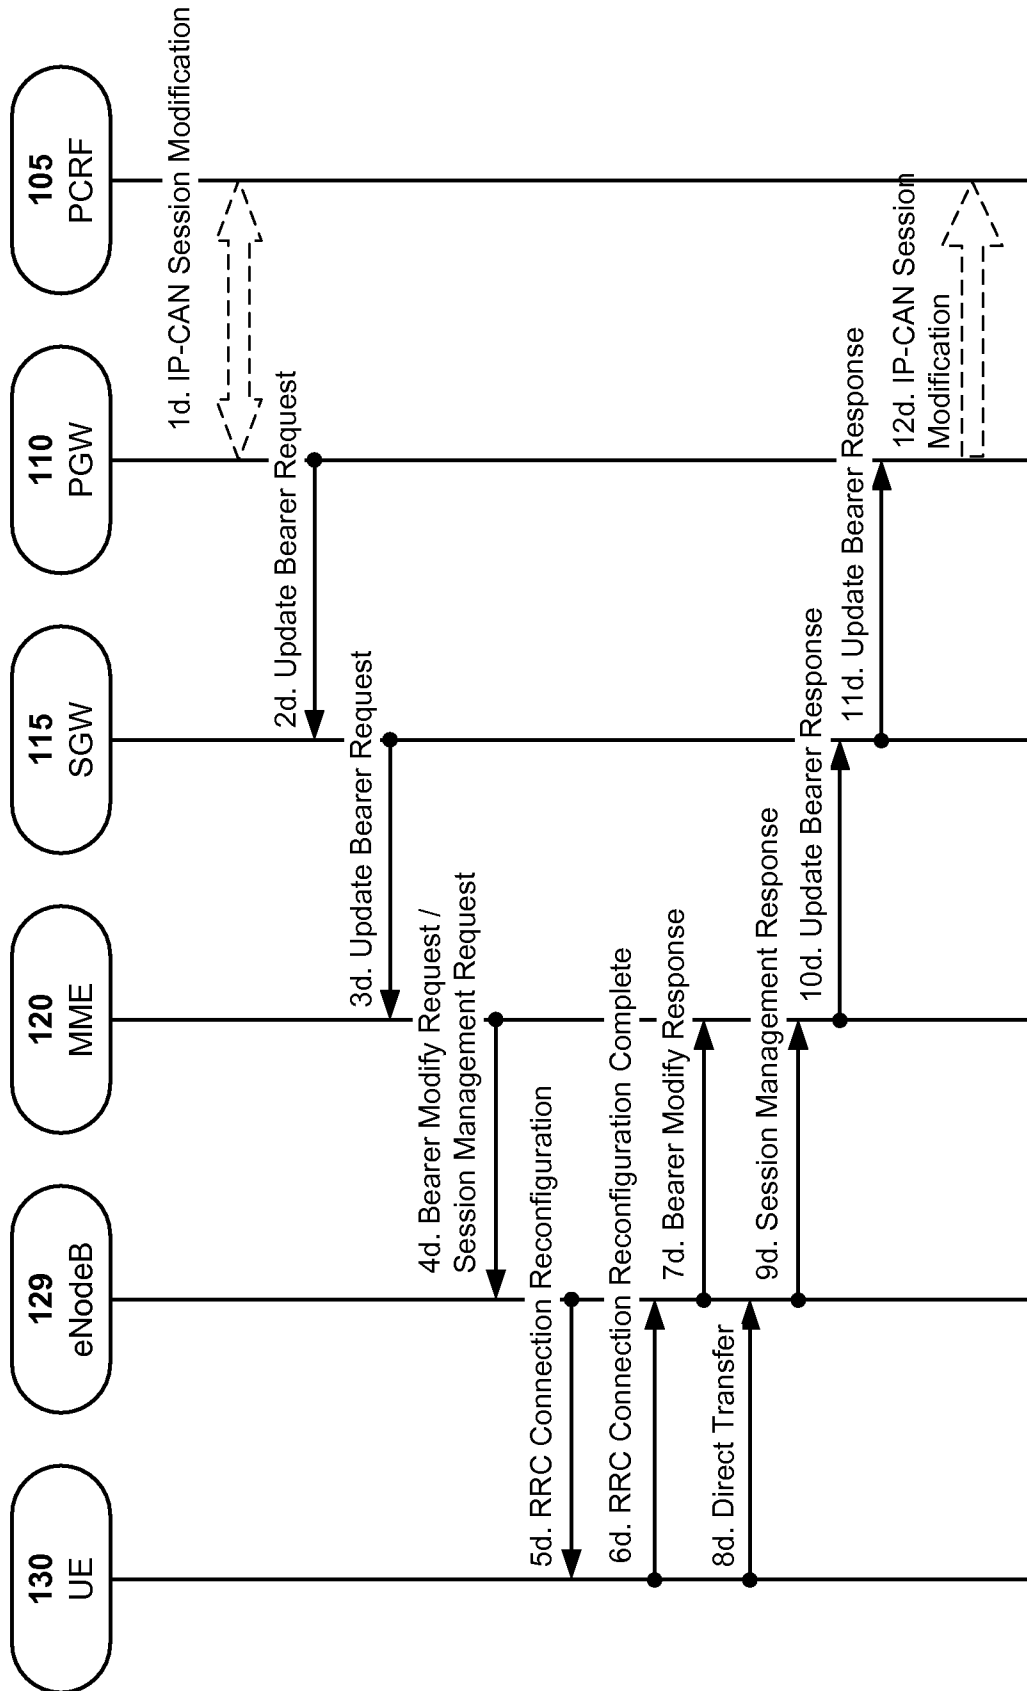 130
UE
129
eNodeB
120
MME
115
SGW
110
PGW
105
PCRF
1d. IP-CAN Session Modification
2d. Update Bearer Request
3d. Update Bearer Request
4d. Bearer Modify Request /
Session Management Request
5d. RRC Connection Reconfiguration
6d. RRC Connection Reconfiguration Complete
7d. Bearer Modify Response
8d. Direct Transfer
9d. Session Management Response
10d. Update Bearer Response
11d. Update Bearer Response
12d. IP-CAN Session
Modification